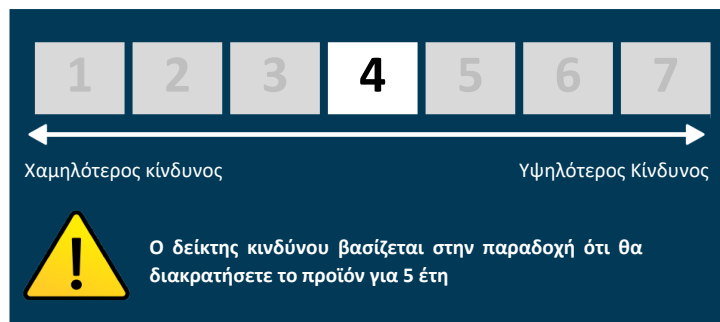 1 2 3 4 5 6 7
Χαμηλότερος κίνδυνος Υψηλότερος Κίνδυνος
Ο δείκτης κινδύνου βασίζεται στην παραδοχή ότι θα
διακρατήσετε το προϊόν για 5 έτη